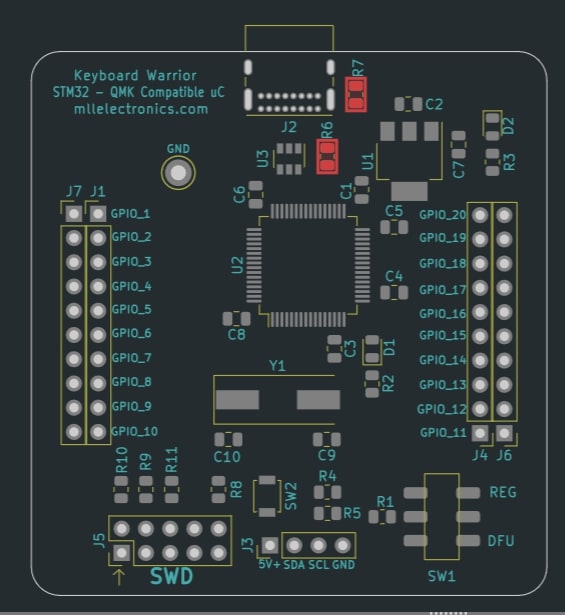 Keyboard Warrior
STM32 - QMK Compatible uC
mllelectronics.com
R7
C2
J2
R6
D2
GND
U3
U1
C7
R3
J7 J1
C6
C1
GPIO_1
C5
GPIO_20
GPIO_2
GPIO_19
GPIO_3
U2
GPIO_18
GPIO_4
C4
GPIO_17
GPIO_5
GPIO_16
GPIO_6
C8
GPIO_15
GPIO_7
C3
D1
GPIO_14
GPIO_8
Y1
R2
GPIO_13
GPIO_9
GPIO_12
GPIO_10
GPIO_11
C10
C9
J4 J6
R10
R9
R11
R8
SW2
R4
REG
R5
R1
J5
J3
DFU
5V+ SDA SCL GND
SWD
SW1